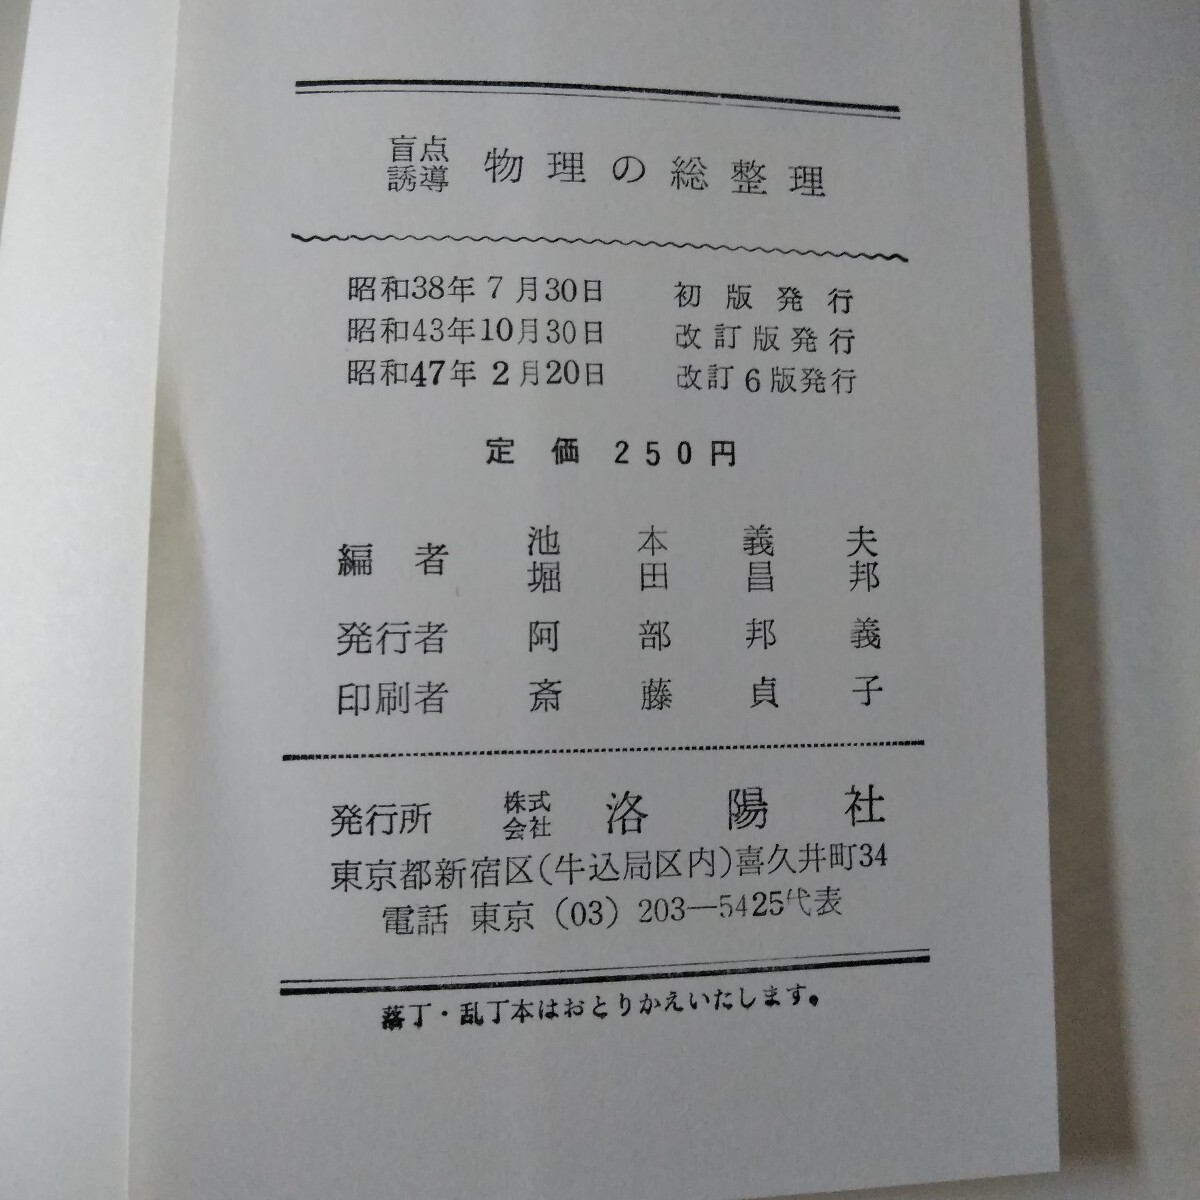 盲点誘導 物理の総整理
昭和38年7月30日 初版発行
昭和43年10月30日 改訂版発行
昭和47年2月20日 改訂6版発行
定価 250円
編者 池本義夫
堀田昌邦
発行者 阿部邦義
印刷者 斎藤貞子
発行所 株式会社 洛陽社
東京都新宿区(牛込局区内)喜久井町34
電話 東京(03)203—5425代表
落丁・乱丁本はおとりかえいたします。